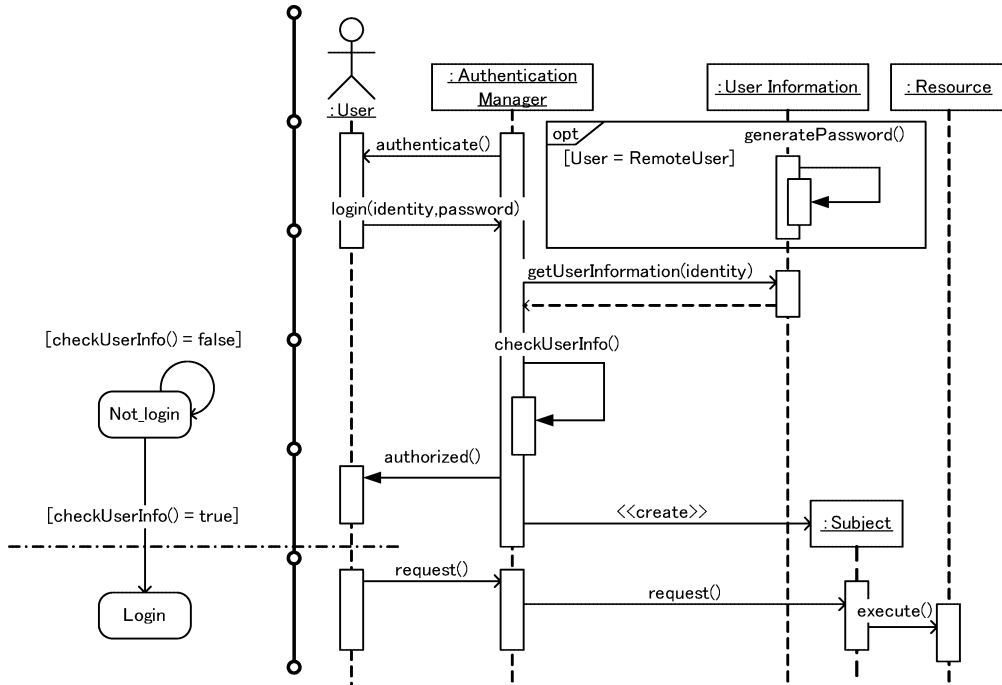 : Authentication
Manager
: User Information
: Resource
: User
opt
generatePassword()
[User = RemoteUser]
authenticate()
login(identity,password)
getUserInformation(identity)
[checkUserInfo() = false]
checkUserInfo()
Not_login
authorized()
[checkUserInfo() = true]
<<create>>
: Subject
request()
request()
execute()
Login